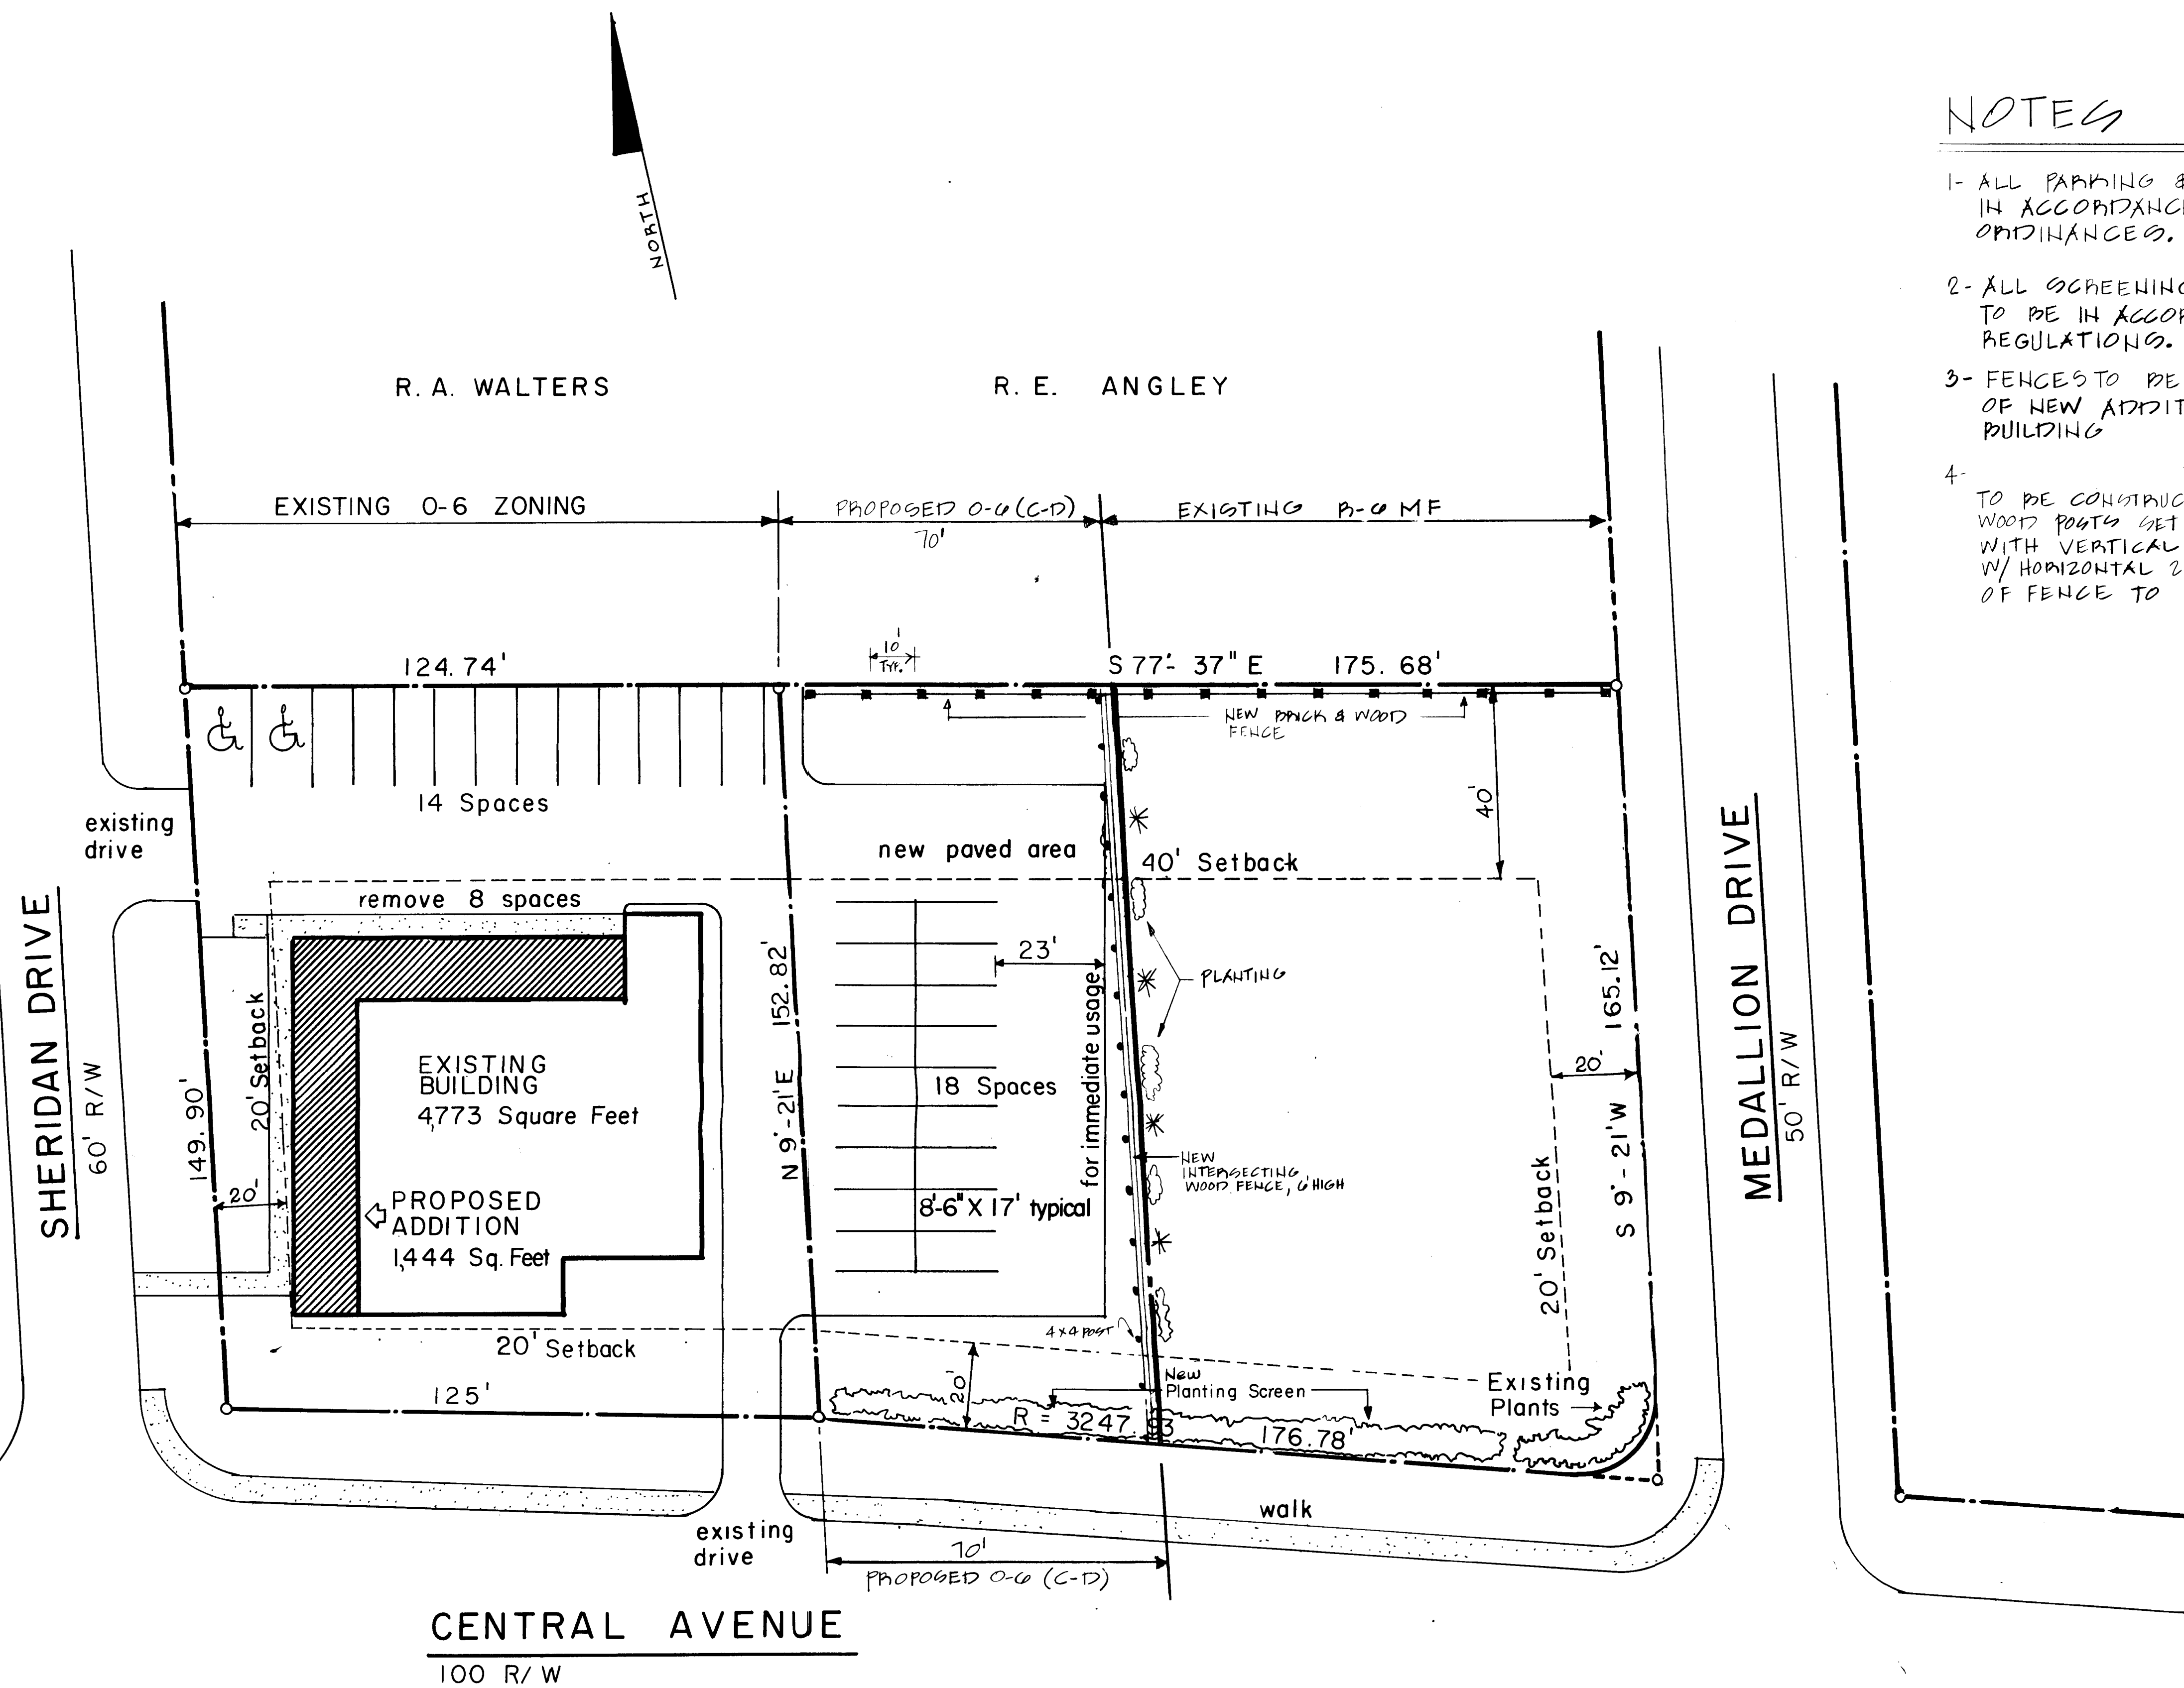 NOTES
1- ALL PARKING &
IN ACCORDANC
ORDINANCES.
2- ALL SCREENING
TO BE IN ACCOR
REGULATIONS.
3- FENCES TO BE
OF NEW ADDIT
BUILDING
4-
TO BE CONSTRUC
WOOD POSTS SET
WITH VERTICAL
W/ HORIZONTAL 2
OF FENCE TO
NORTH
R. A. WALTERS
R. E. ANGLEY
EXISTING O-6 ZONING
PROPOSED O-6 (C-D)
70'
EXISTING R-6 MF
124.74'
10'
TYP.
S 77°- 37" E 175.68'
NEW BRICK & WOOD
FENCE
14 Spaces
existing
drive
new paved area
40' Setback
40'
remove 8 spaces
23'
PLANTING
SHERIDAN DRIVE
60' R/W
149.90'
20' Setback
20'
EXISTING
BUILDING
4,773 Square Feet
PROPOSED
ADDITION
1,444 Sq. Feet
N 9°- 21' E 152.82'
18 Spaces
for immediate usage
8'-6" X 17' typical
NEW
INTERSECTING
WOOD FENCE, 6' HIGH
20' Setback
20'
S 9°- 21' W 165.12'
MEDALLION DRIVE
50' R/W
20' Setback
4 X 4 POST
20'
New
Planting Screen
Existing
Plants
125'
R = 3247.93
176.78'
walk
existing
drive
70'
PROPOSED O-6 (C-D)
CENTRAL AVENUE
100 R/W